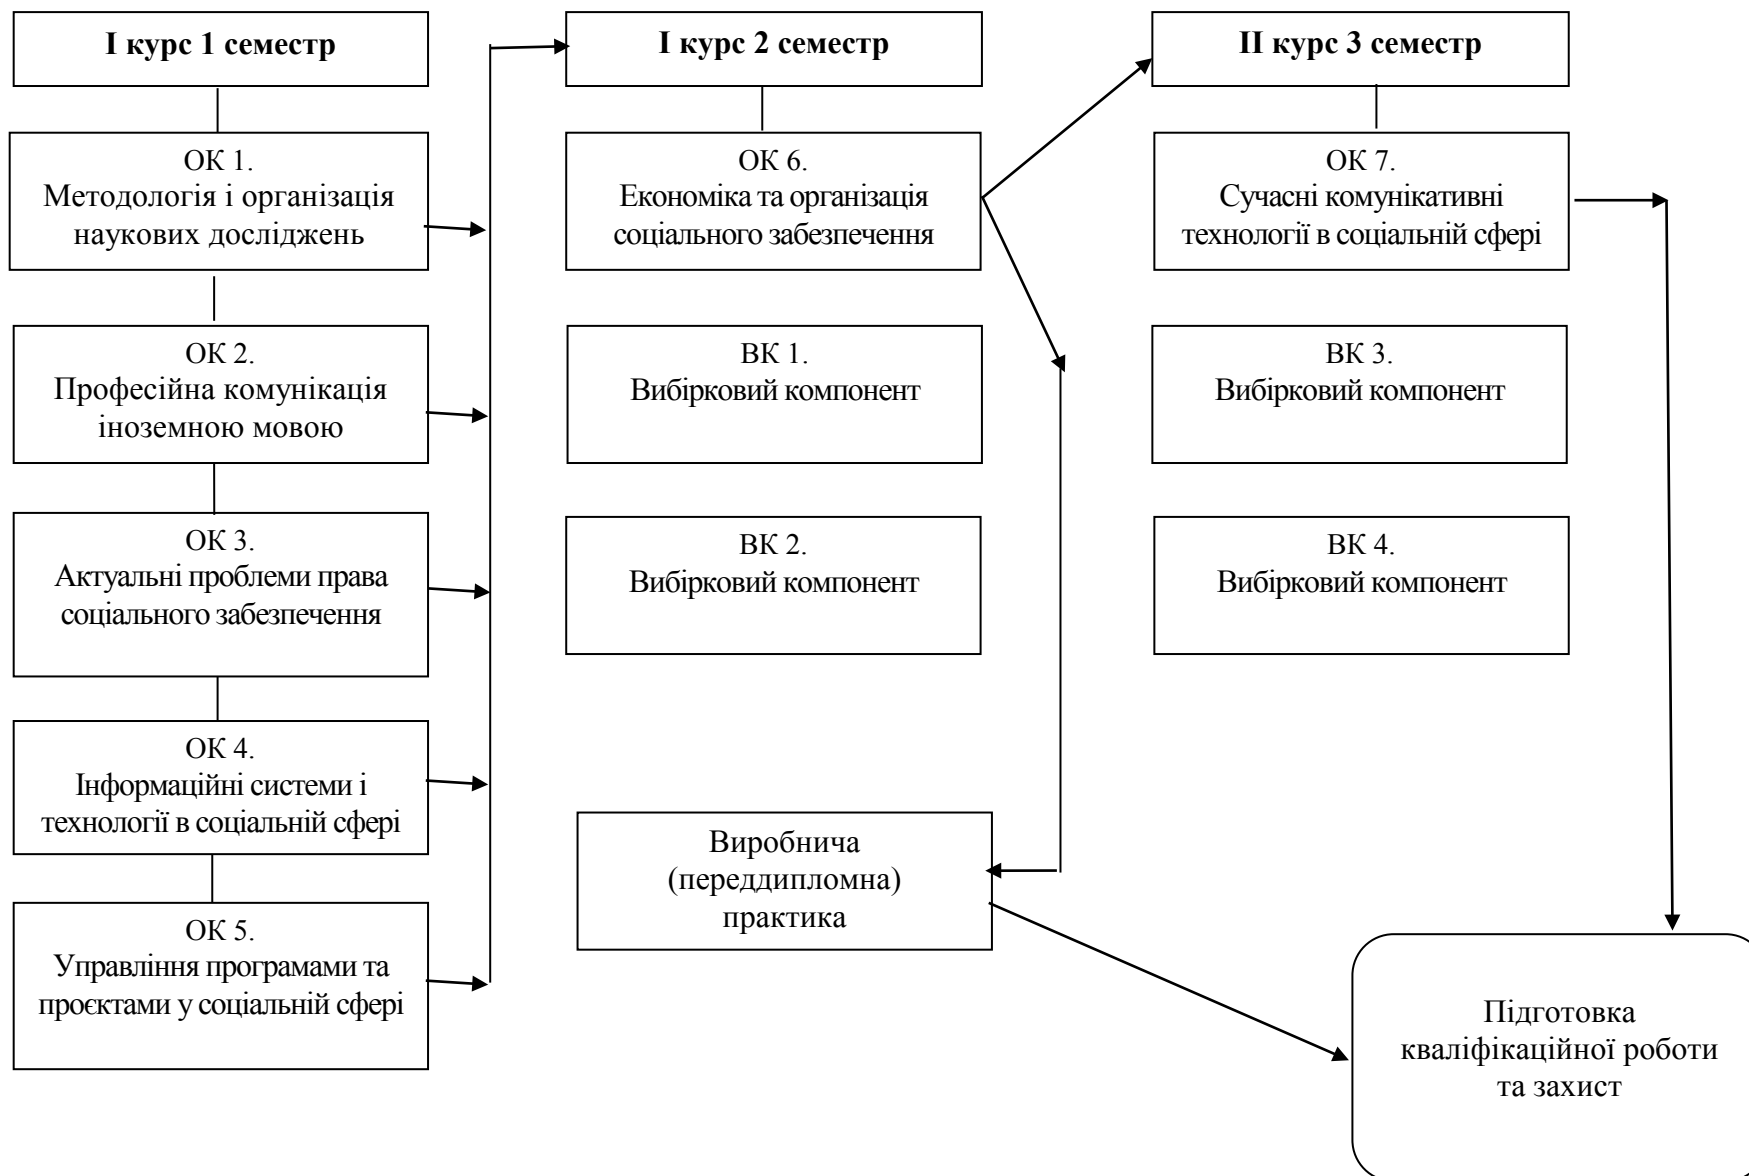 І курс 1 семестр
ОК 1.
Методологія і організація
наукових досліджень
ОК 2.
Професійна комунікація
іноземною мовою
ОК 3.
Актуальні проблеми права
соціального забезпечення
ОК 4.
Інформаційні системи і
технології в соціальній сфері
ОК 5.
Управління програмами та
проєктами у соціальній сфері
І курс 2 семестр
ОК 6.
Економіка та організація
соціального забезпечення
ВК 1.
Вибірковий компонент
ВК 2.
Вибірковий компонент
Виробнича
(переддипломна)
практика
ІІ курс 3 семестр
ОК 7.
Сучасні комунікативні
технології в соціальній сфері
ВК 3.
Вибірковий компонент
ВК 4.
Вибірковий компонент
Підготовка
кваліфікаційної роботи
та захист